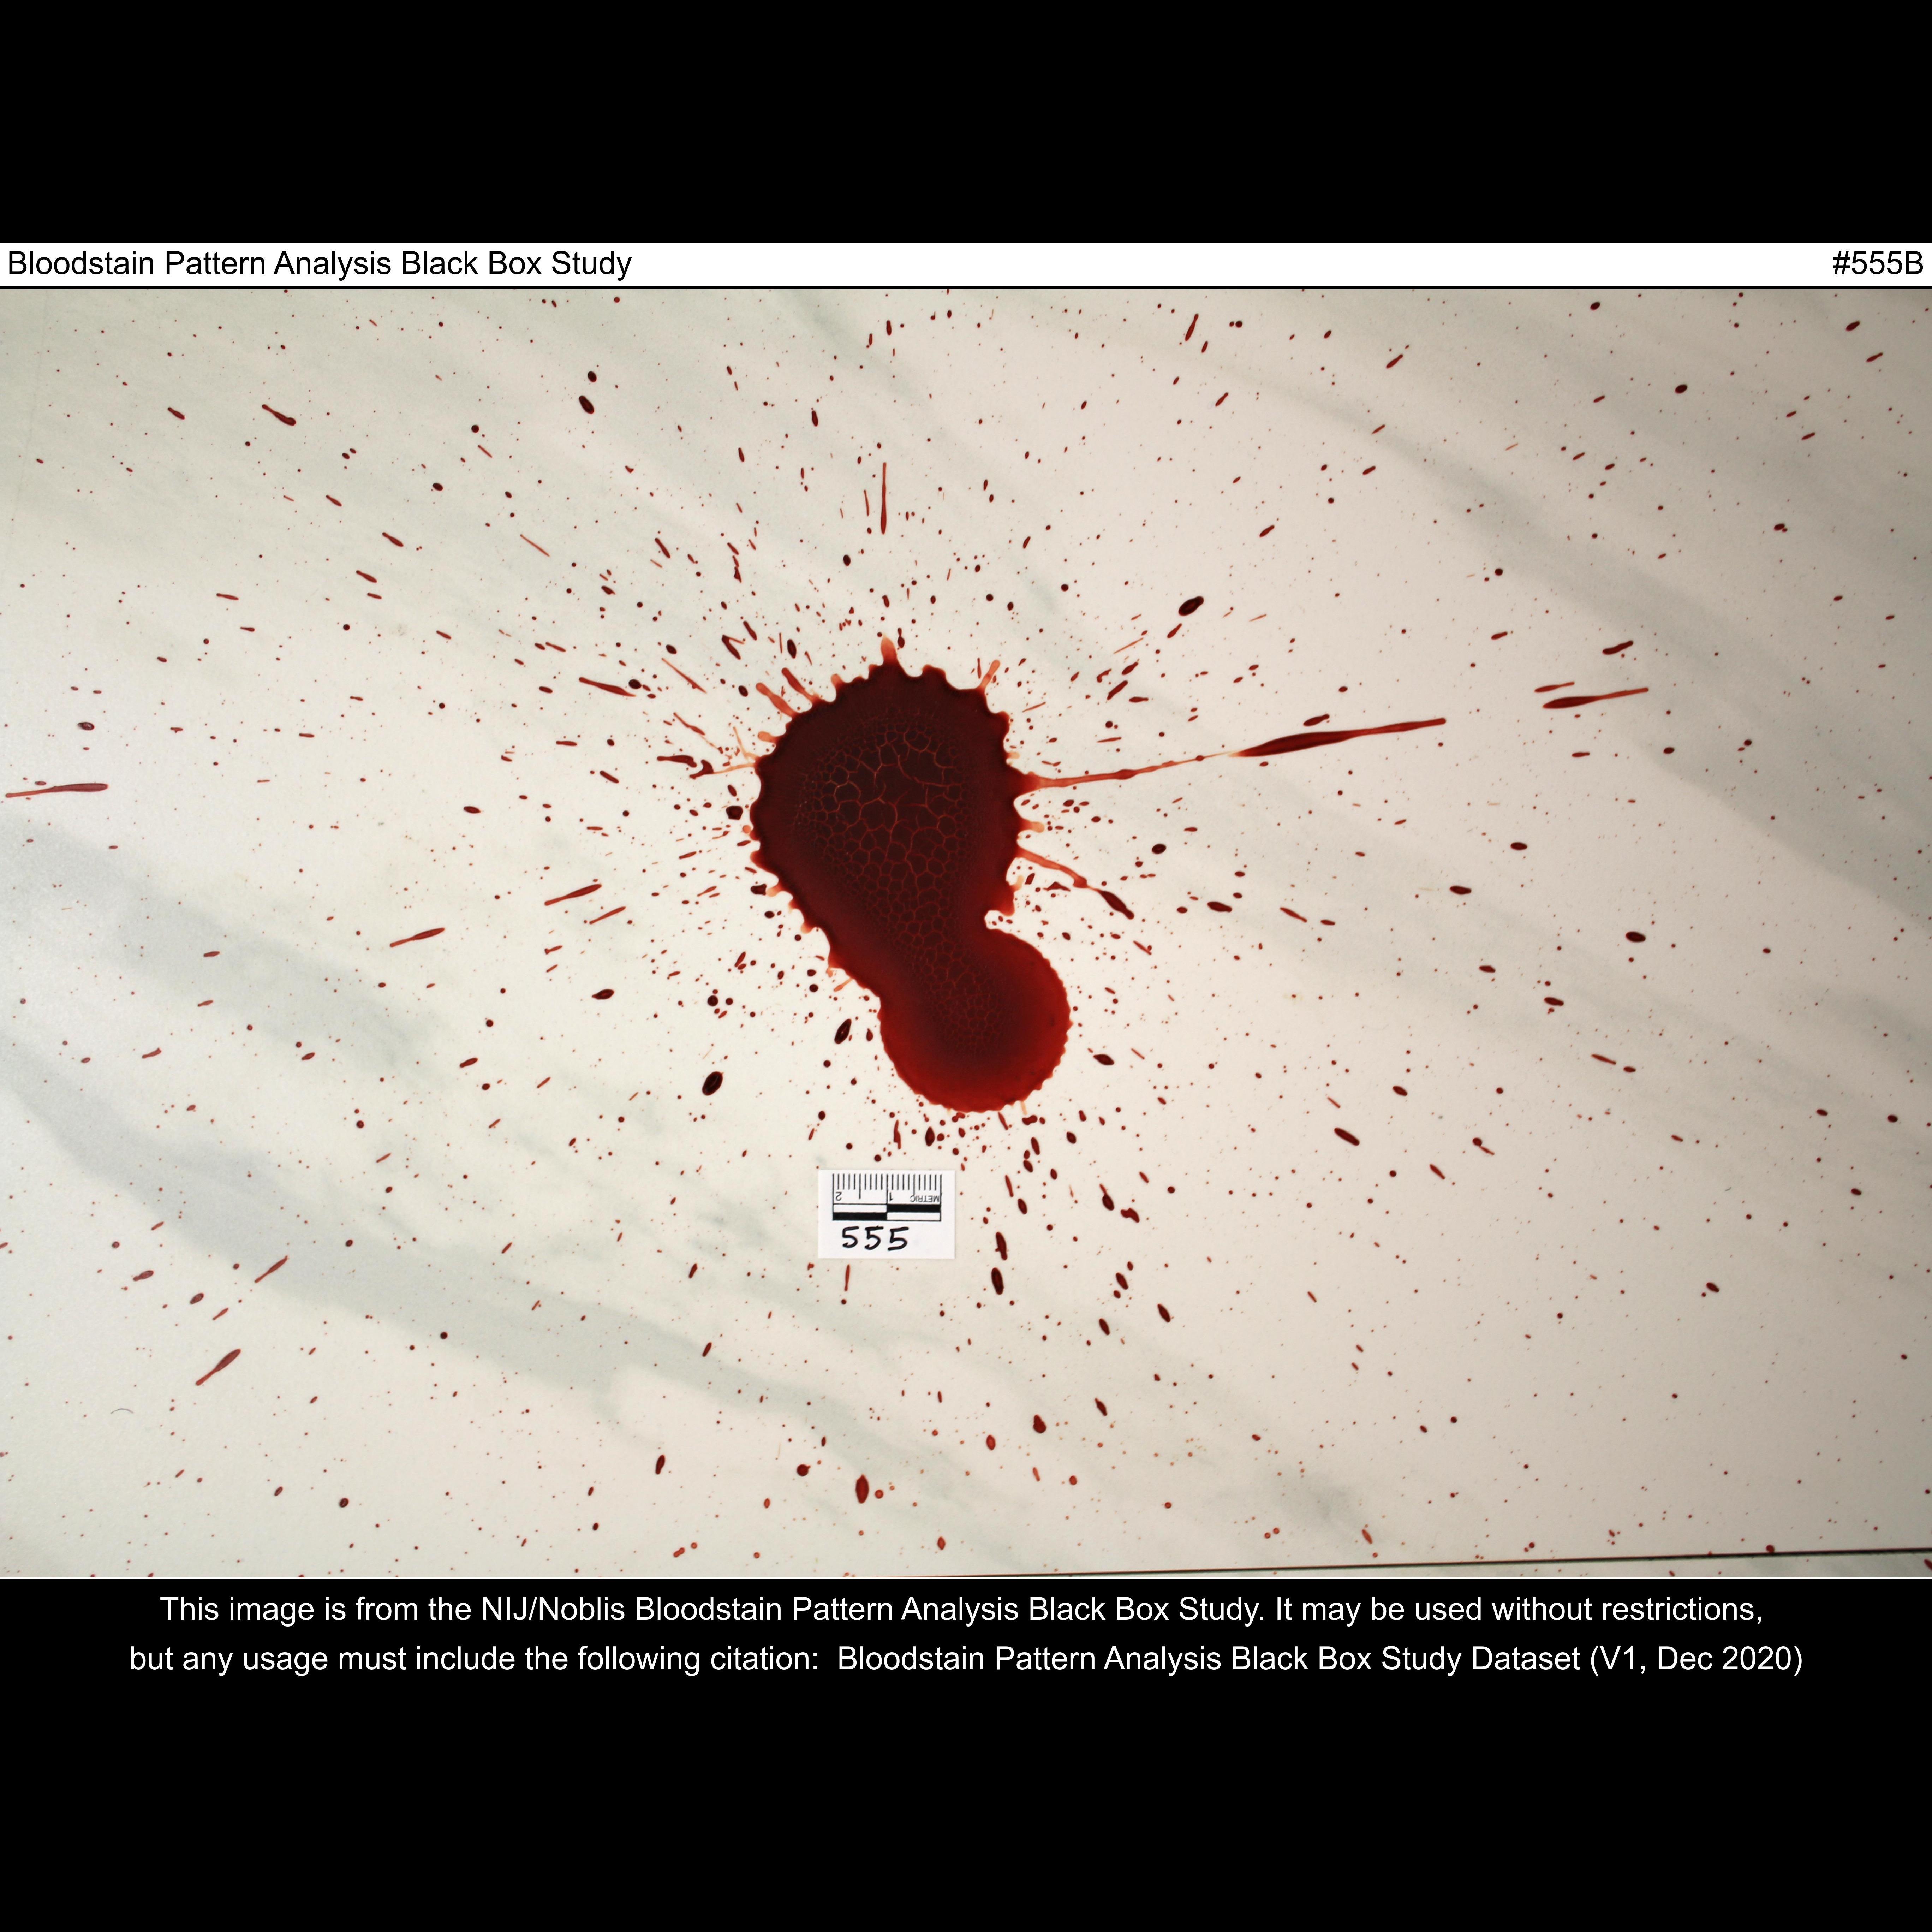 Bloodstain Pattern Analysis Black Box Study #555B
2 1 METRIC
555
This image is from the NIJ/Noblis Bloodstain Pattern Analysis Black Box Study. It may be used without restrictions,
but any usage must include the following citation: Bloodstain Pattern Analysis Black Box Study Dataset (V1, Dec 2020)